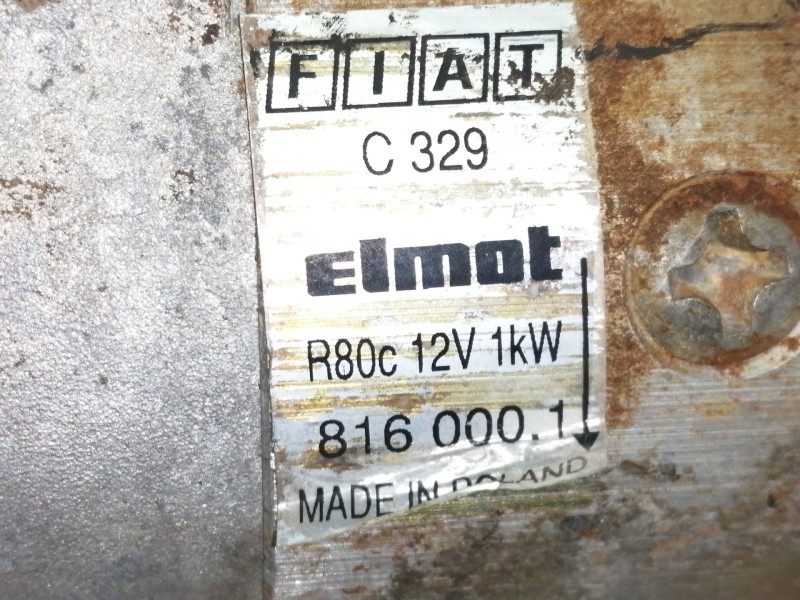 FIAT
C 329
elmot
R80c 12V 1kW
816 000.1
MADE IN POLAND